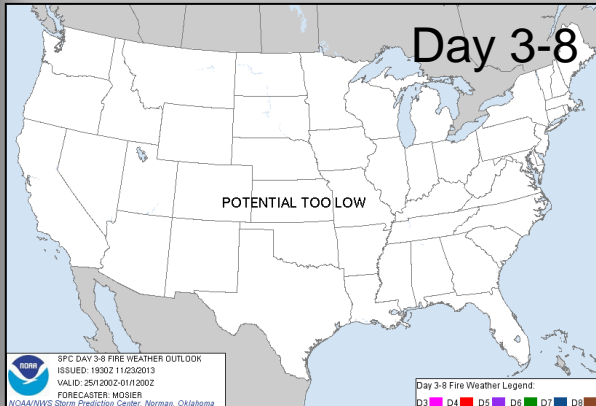 Day 3-8
POTENTIAL TOO LOW
NOAA
SPC DAY 3-8 FIRE WEATHER OUTLOOK
ISSUED: 1930Z 11/23/2013
VALID: 25/1200Z-01/1200Z
FORECASTER: MOSIER
NOAA/NWS Storm Prediction Center, Norman, Oklahoma
Day 3-8 Fire Weather Legend:
D3 D4 D5 D6 D7 D8